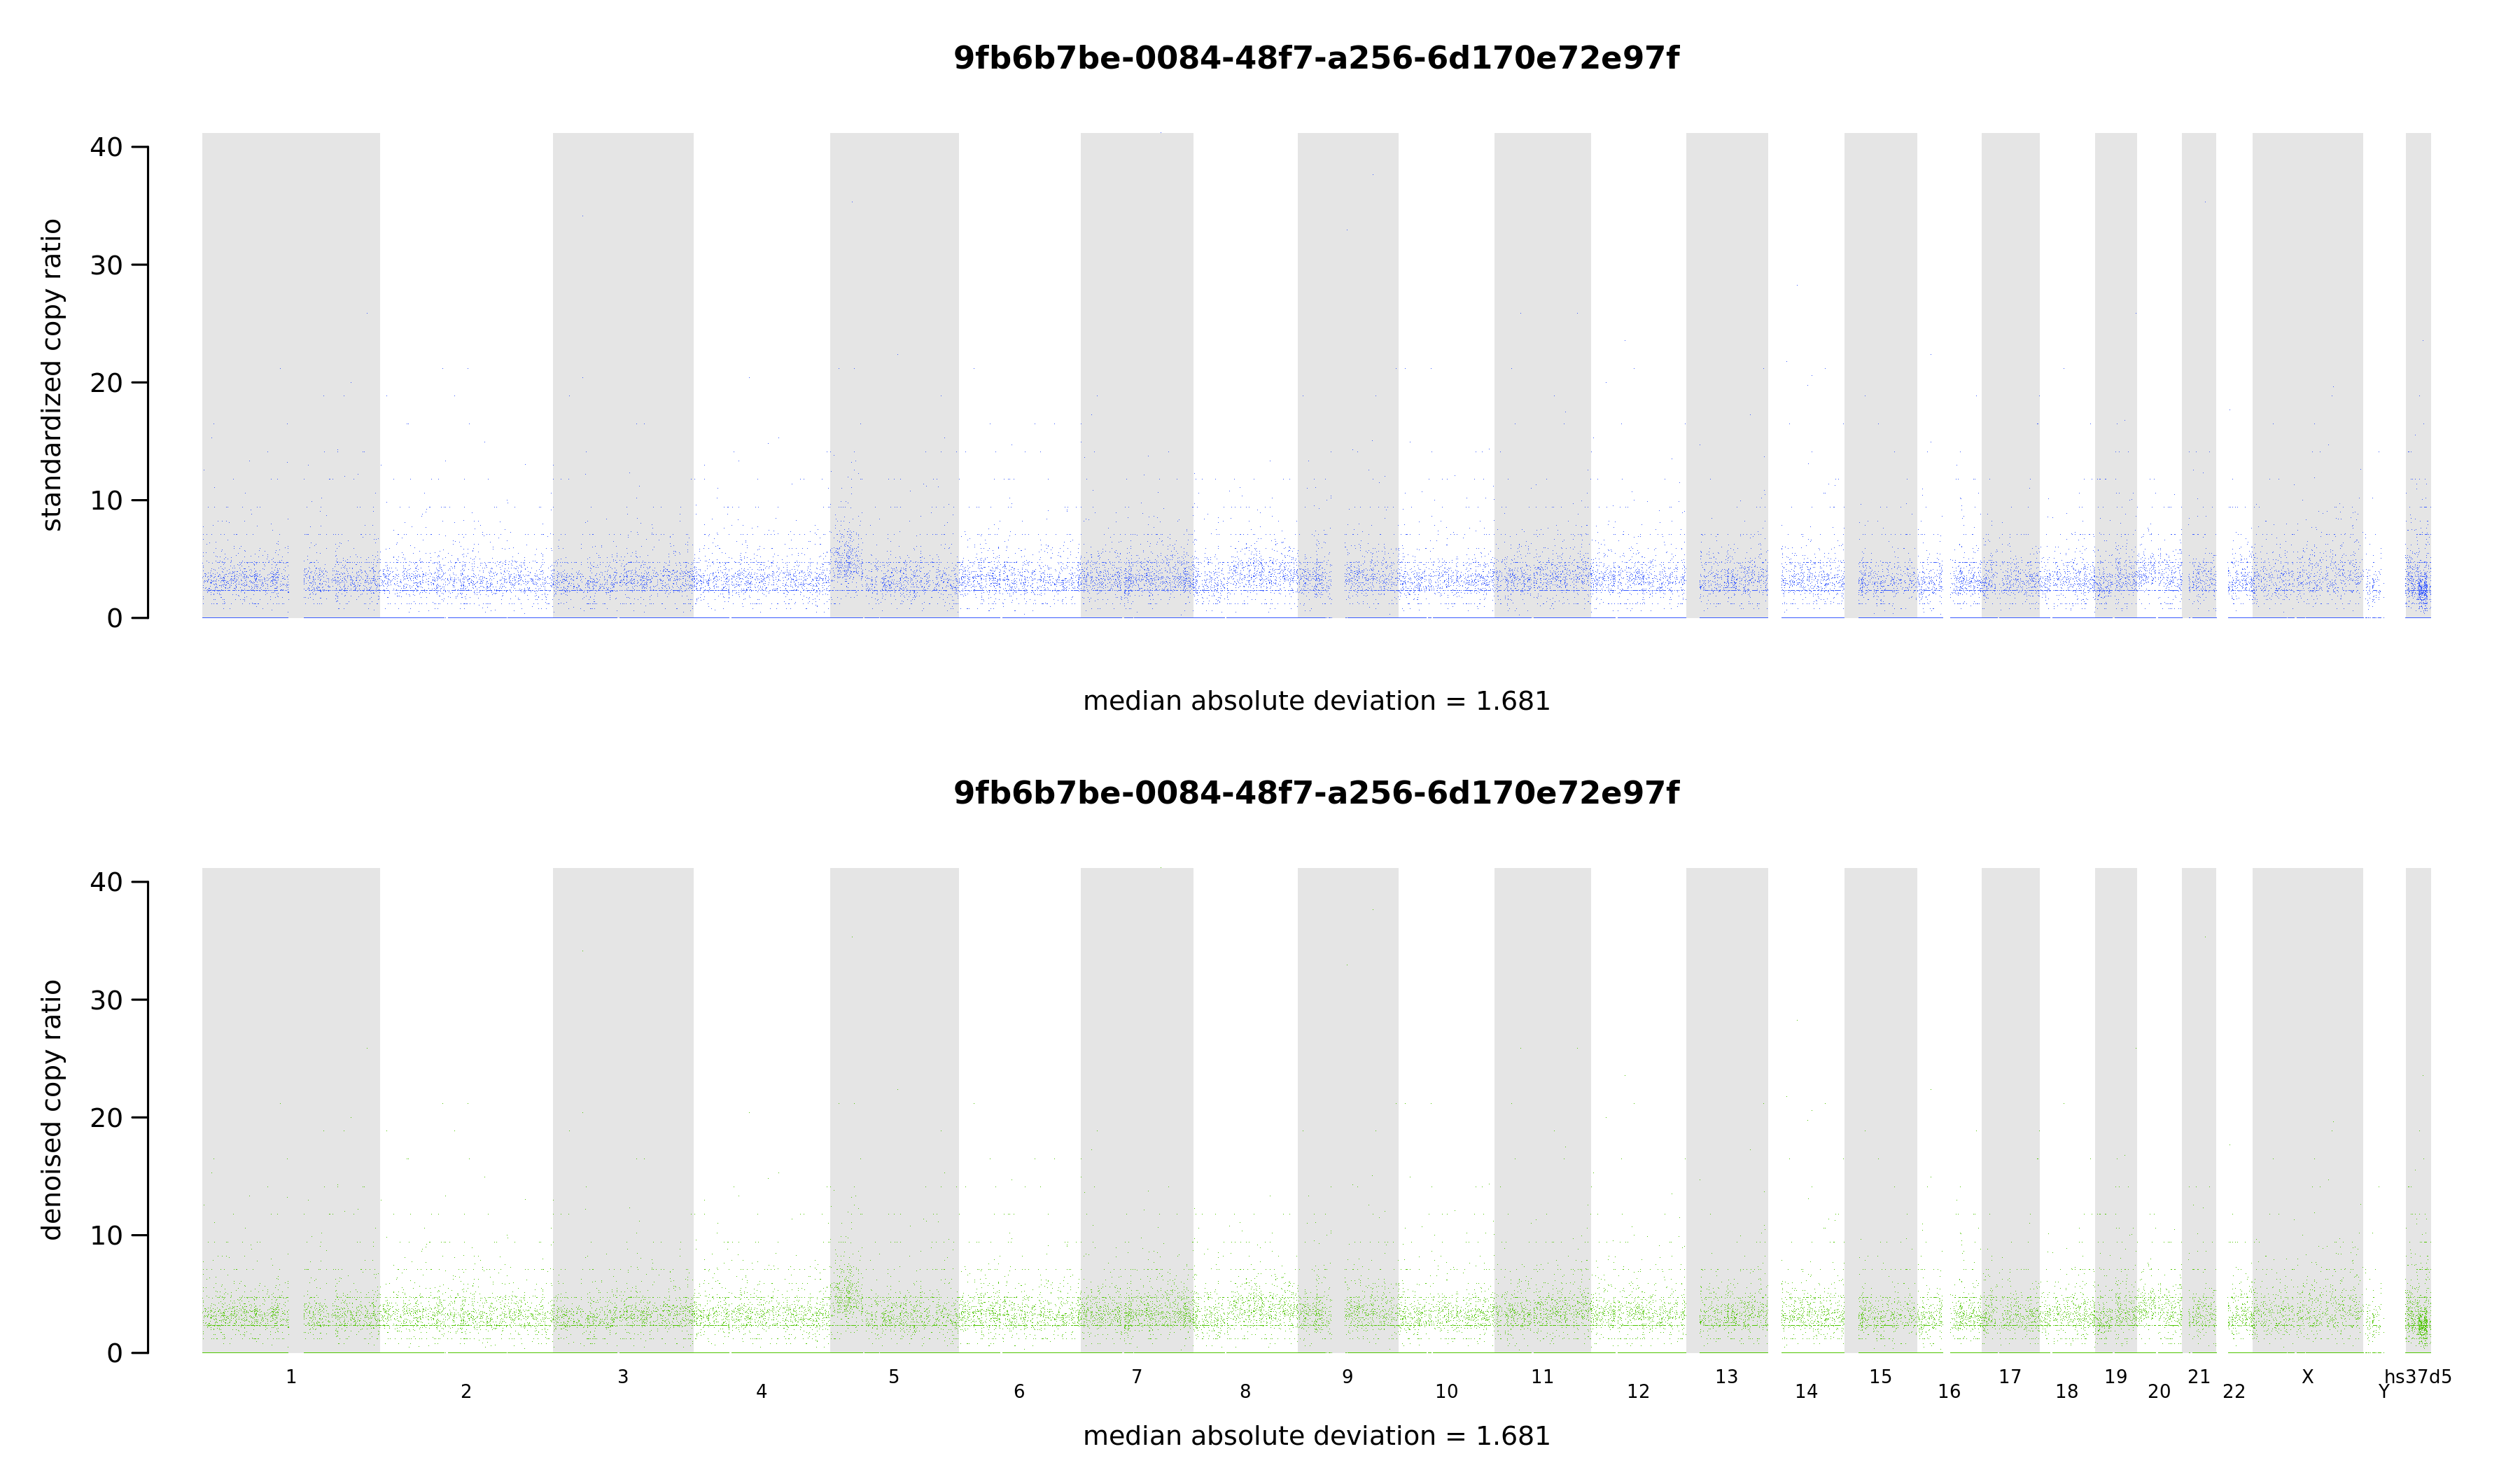 9fb6b7be-0084-48f7-a256-6d170e72e97f
standardized copy ratio
40
30
20
10
0
median absolute deviation = 1.681
9fb6b7be-0084-48f7-a256-6d170e72e97f
denoised copy ratio
40
30
20
10
0
1 3 5 7 9 11 13 15 17 19 21 X hs37d5
2 4 6 8 10 12 14 16 18 20 22 Y
median absolute deviation = 1.681